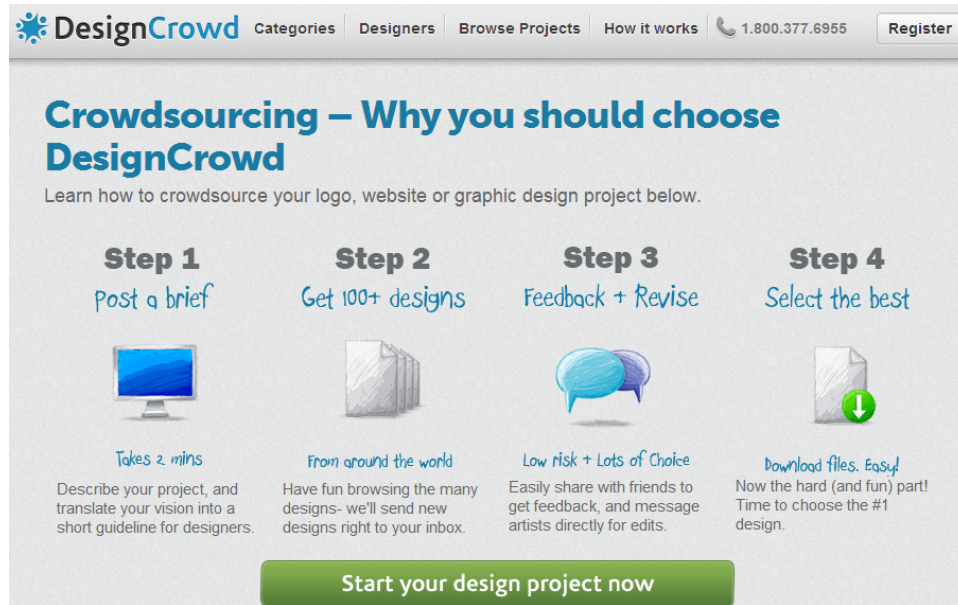 DesignCrowd Categories Designers Browse Projects How it works 1.800.377.6955 Register
Crowdsourcing – Why you should choose
DesignCrowd
Learn how to crowdsource your logo, website or graphic design project below.
Step 1
Post a brief
Takes 2 mins
Describe your project, and
translate your vision into a
short guideline for designers.
Step 2
Get 100+ designs
From around the world
Have fun browsing the many
designs- we'll send new
designs right to your inbox.
Step 3
Feedback + Revise
Low risk + Lots of Choice
Easily share with friends to
get feedback, and message
artists directly for edits.
Step 4
Select the best
Download files. Easy!
Now the hard (and fun) part!
Time to choose the #1
design.
Start your design project now